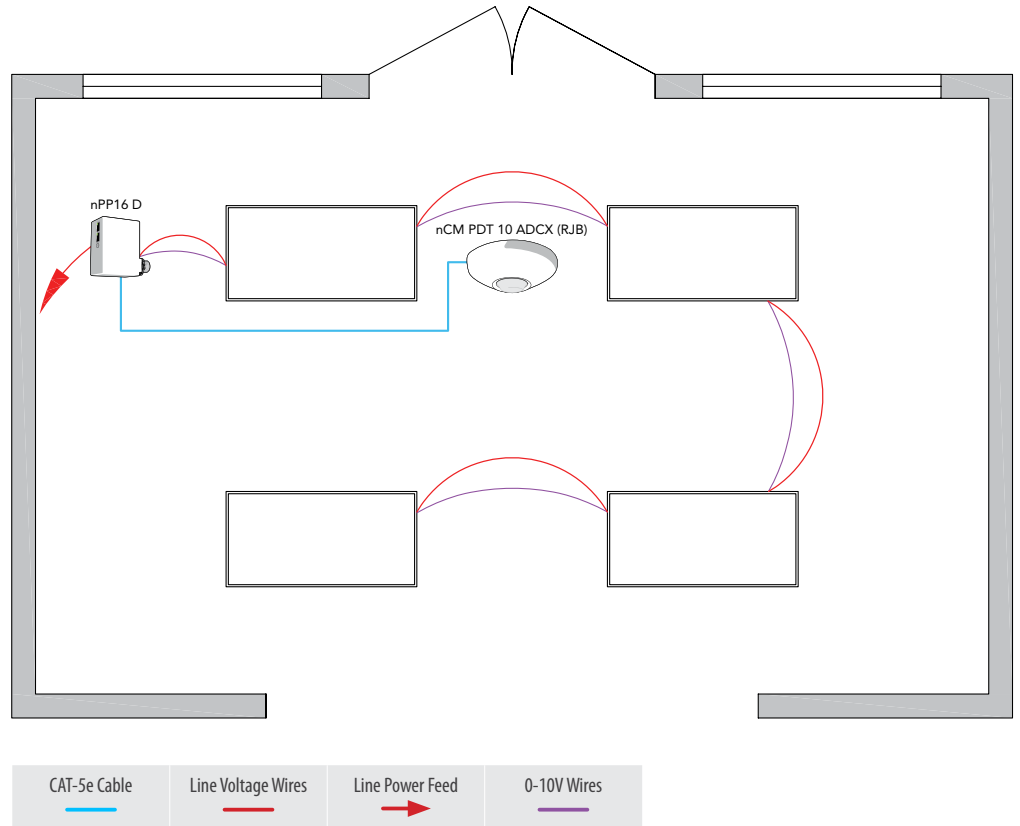 nPP16 D
nCM PDT 10 ADCX (RJB)
CAT-5e Cable
Line Voltage Wires
Line Power Feed
0-10V Wires